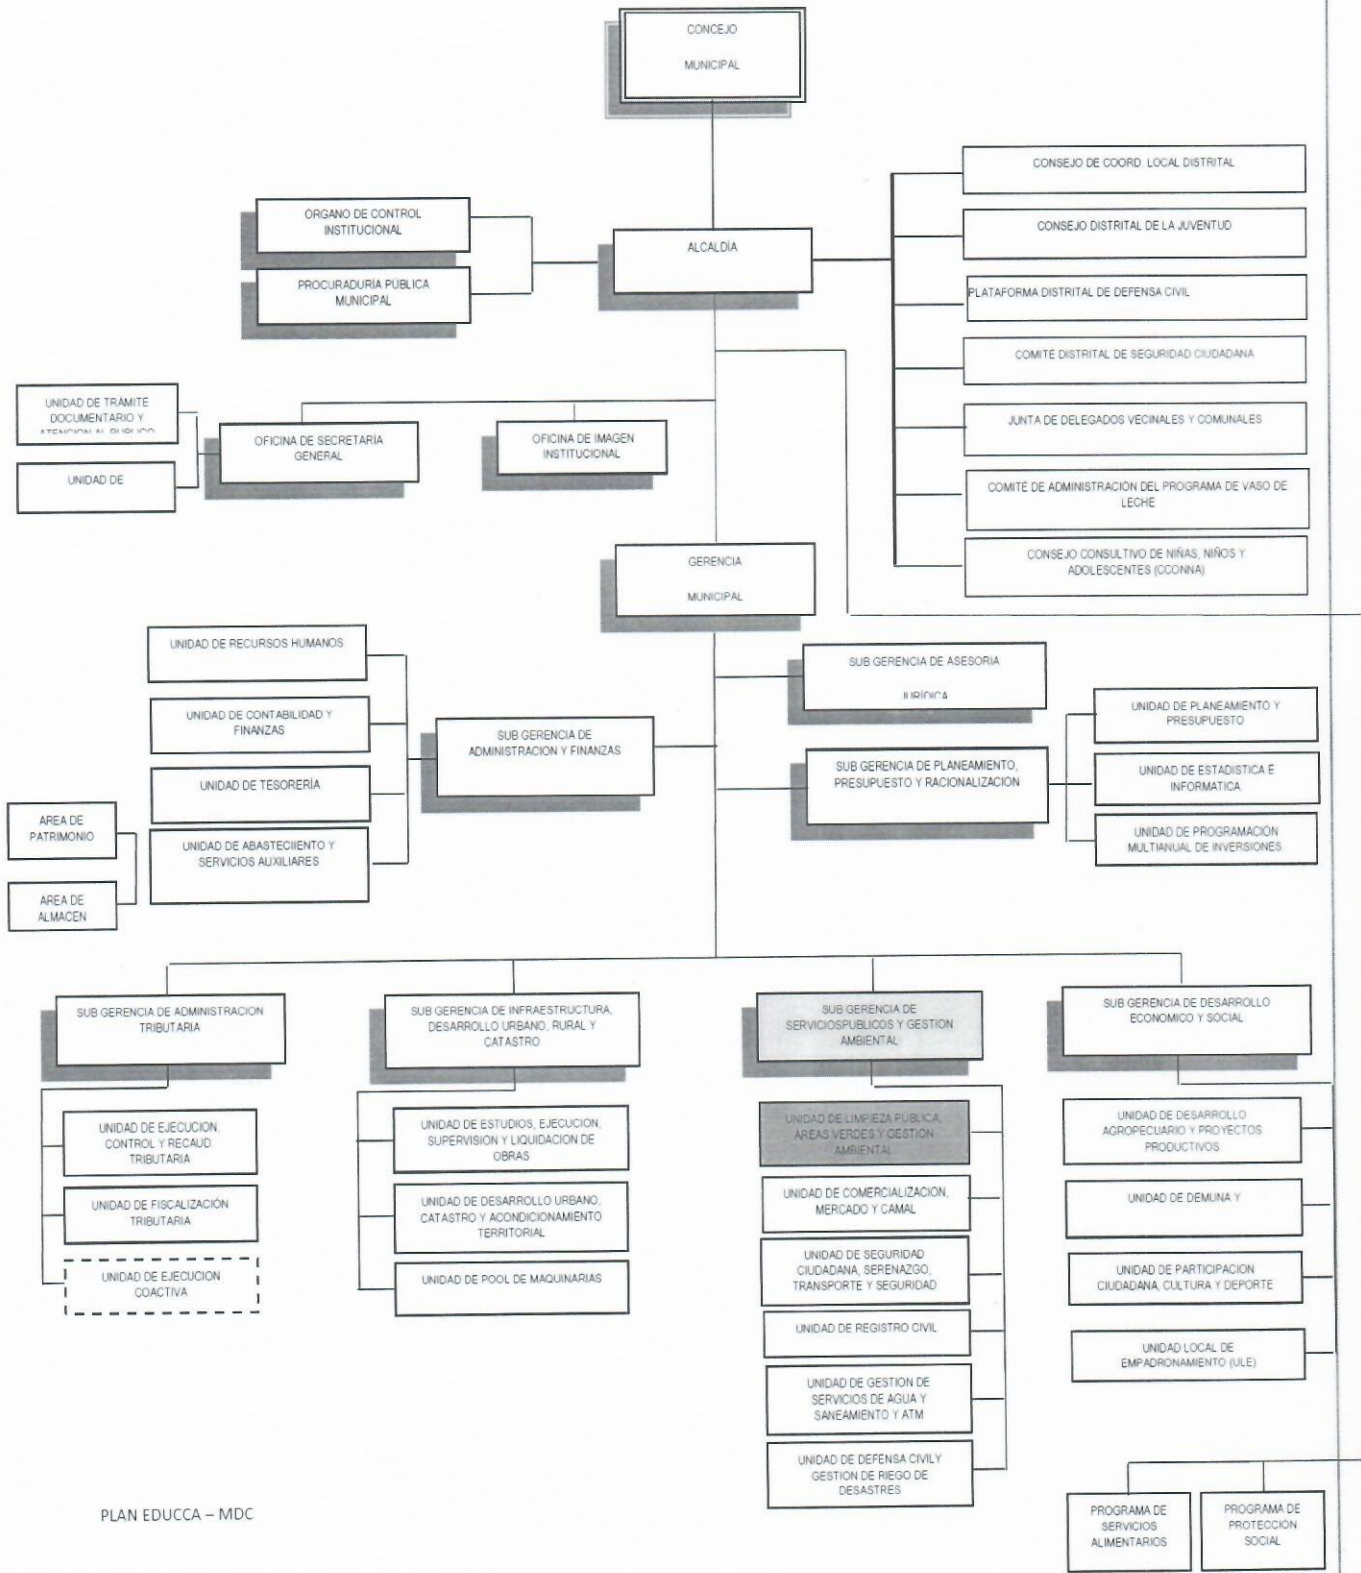 CONCEJO
MUNICIPAL
CONSEJO DE COORD. LOCAL DISTRITAL
ÓRGANO DE CONTROL
INSTITUCIONAL
ALCALDÍA
CONSEJO DISTRITAL DE LA JUVENTUD
PROCURADURÍA PÚBLICA
MUNICIPAL
PLATAFORMA DISTRITAL DE DEFENSA CIVIL
COMITÉ DISTRITAL DE SEGURIDAD CIUDADANA
UNIDAD DE TRÁMITE
DOCUMENTARIO Y
ATENCION AL PUBLICO
JUNTA DE DELEGADOS VECINALES Y COMUNALES
OFICINA DE SECRETARÍA
GENERAL
OFICINA DE IMAGEN
INSTITUCIONAL
UNIDAD DE
COMITÉ DE ADMINISTRACIÓN DEL PROGRAMA DE VASO DE
LECHE
CONSEJO CONSULTIVO DE NIÑAS, NIÑOS Y
ADOLESCENTES (CCONNA)
GERENCIA
MUNICIPAL
UNIDAD DE RECURSOS HUMANOS
SUB GERENCIA DE ASESORIA
JURÍDICA
UNIDAD DE CONTABILIDAD Y
FINANZAS
SUB GERENCIA DE
ADMINISTRACION Y FINANZAS
UNIDAD DE PLANEAMIENTO Y
PRESUPUESTO
SUB GERENCIA DE PLANEAMIENTO,
PRESUPUESTO Y RACIONALIZACION
UNIDAD DE TESORERÍA
UNIDAD DE ESTADISTICA E
INFORMATICA.
AREA DE
PATRIMONIO
UNIDAD DE ABASTECIIENTO Y
SERVICIOS AUXILIARES
UNIDAD DE PROGRAMACIÓN
MULTIANUAL DE INVERSIONES
AREA DE
ALMACEN
SUB GERENCIA DE ADMINISTRACION
TRIBUTARIA
SUB GERENCIA DE INFRAESTRUCTURA,
DESARROLLO URBANO, RURAL Y
CATASTRO
SUB GERENCIA DE
SERVICIOSPUBLICOS Y GESTION
AMBIENTAL
SUB GERENCIA DE DESARROLLO
ECONOMICO Y SOCIAL
UNIDAD DE EJECUCION,
CONTROL Y RECAUD
TRIBUTARIA
UNIDAD DE ESTUDIOS, EJECUCION,
SUPERVISION Y LIQUIDACION DE
OBRAS
UNIDAD DE LIMPIEZA PÚBLICA,
AREAS VERDES Y GESTION
AMBIENTAL
UNIDAD DE DESARROLLO
AGROPECUARIO Y PROYECTOS
PRODUCTIVOS
UNIDAD DE FISCALIZACIÓN
TRIBUTARIA
UNIDAD DE DESARROLLO URBANO,
CATASTRO Y ACONDICIONAMIENTO
TERRITORIAL
UNIDAD DE COMERCIALIZACIÓN,
MERCADO Y CAMAL
UNIDAD DE DEMUNA Y
UNIDAD DE EJECUCION
COACTIVA
UNIDAD DE POOL DE MAQUINARIAS
UNIDAD DE SEGURIDAD
CIUDADANA, SERENAZGO,
TRANSPORTE Y SEGURIDAD
UNIDAD DE PARTICIPACION
CIUDADANA, CULTURA Y DEPORTE
UNIDAD DE REGISTRO CIVIL
UNIDAD LOCAL DE
EMPADRONAMIENTO (ULE)
UNIDAD DE GESTION DE
SERVICIOS DE AGUA Y
SANEAMIENTO Y ATM
UNIDAD DE DEFENSA CIVILY
GESTION DE RIEGO DE
DESASTRES
PROGRAMA DE
SERVICIOS
ALIMENTARIOS
PROGRAMA DE
PROTECCION
SOCIAL
PLAN EDUCCA – MDC